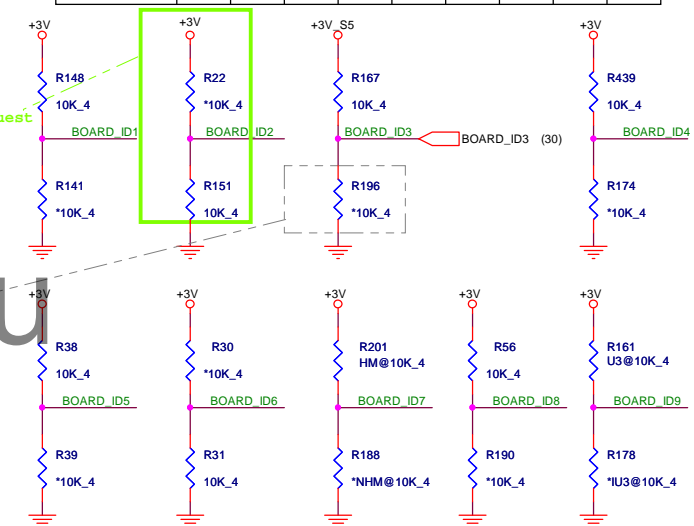 +3V
+3V
+3V_S5
+3V
R148
10K_4
R22
*10K_4
R167
10K_4
R439
10K_4
uest
BOARD_ID1
BOARD_ID2
BOARD_ID3
BOARD_ID3 (30)
BOARD_ID4
R141
*10K_4
R151
10K_4
R196
*10K_4
R174
*10K_4
u
+3V
+3V
+3V
+3V
+3V
R38
10K_4
R30
*10K_4
R201
HM@10K_4
R56
10K_4
R161
U3@10K_4
BOARD_ID5
BOARD_ID6
BOARD_ID7
BOARD_ID8
BOARD_ID9
R39
*10K_4
R31
10K_4
R188
*NHM@10K_4
R190
*10K_4
R178
*IU3@10K_4